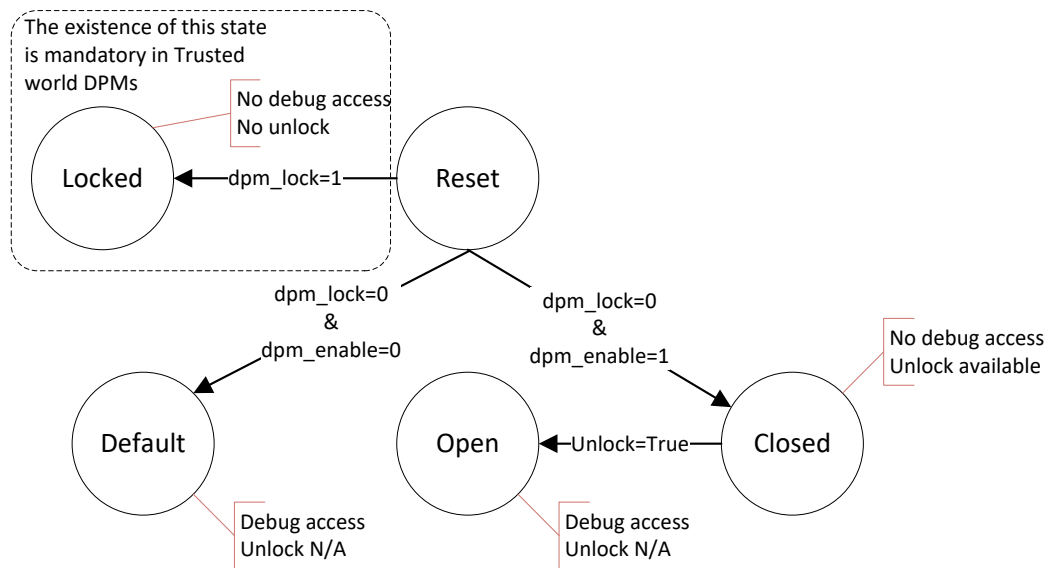 The existence of this state
is mandatory in Trusted
world DPMs
No debug access
No unlock
Locked
dpm_lock=1
Reset
dpm_lock=0
&
dpm_enable=0
dpm_lock=0
&
dpm_enable=1
No debug access
Unlock available
Default
Open
Unlock=True
Closed
Debug access
Unlock N/A
Debug access
Unlock N/A